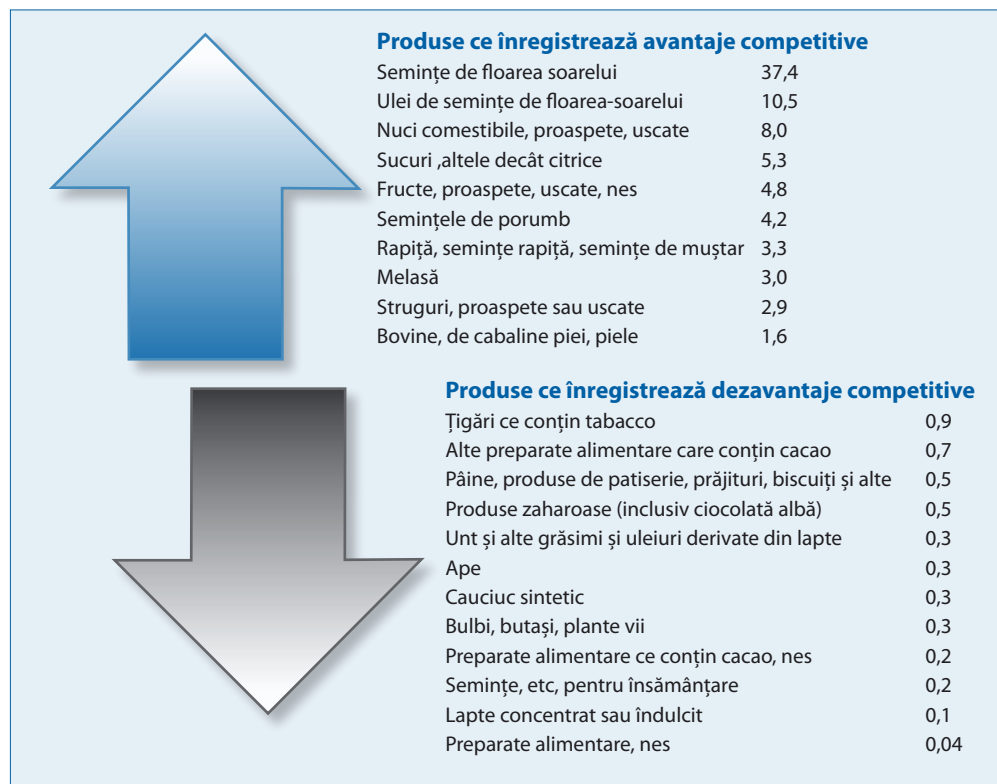 Produse ce înregistrează avantaje competitive
Semințe de floarea soarelui 37,4
Ulei de semințe de floarea-soarelui 10,5
Nuci comestibile, proaspete, uscate 8,0
Sucuri ,altele decât citrice 5,3
Fructe, proaspete, uscate, nes 4,8
Semințele de porumb 4,2
Rapiță, semințe rapiță, semințe de muștar 3,3
Melasă 3,0
Struguri, proaspete sau uscate 2,9
Bovine, de cabaline piei, piele 1,6
Produse ce înregistrează dezavantaje competitive
Țigări ce conțin tabacco 0,9
Alte preparate alimentare care conțin cacao 0,7
Pâine, produse de patiserie, prăjituri, biscuiți și alte 0,5
Produse zaharoase (inclusiv ciocolată albă) 0,5
Unt și alte grăsimi și uleiuri derivate din lapte 0,3
Ape 0,3
Cauciuc sintetic 0,3
Bulbi, butași, plante vii 0,3
Preparate alimentare ce conțin cacao, nes 0,2
Semințe, etc, pentru însămânțare 0,2
Lapte concentrat sau îndulcit 0,1
Preparate alimentare, nes 0,04